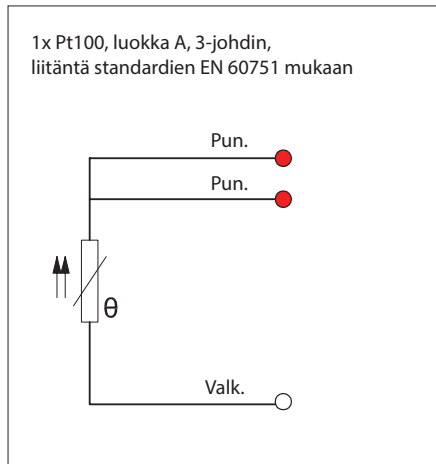 1x Pt100, luokka A, 3-johdin,
liitäntä standardien EN 60751 mukaan
Pun.
Pun.
θ
Valk.